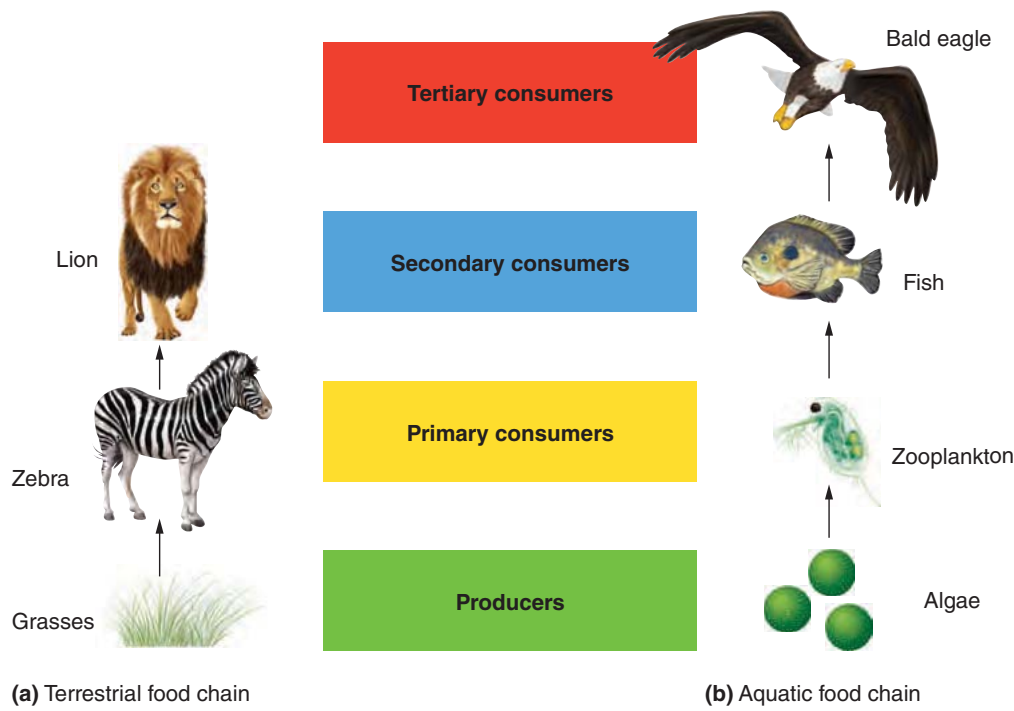 Bald eagle
Tertiary consumers
Lion
Secondary consumers
Fish
Primary consumers
Zebra
Zooplankton
Grasses
Producers
Algae
(a) Terrestrial food chain
(b) Aquatic food chain